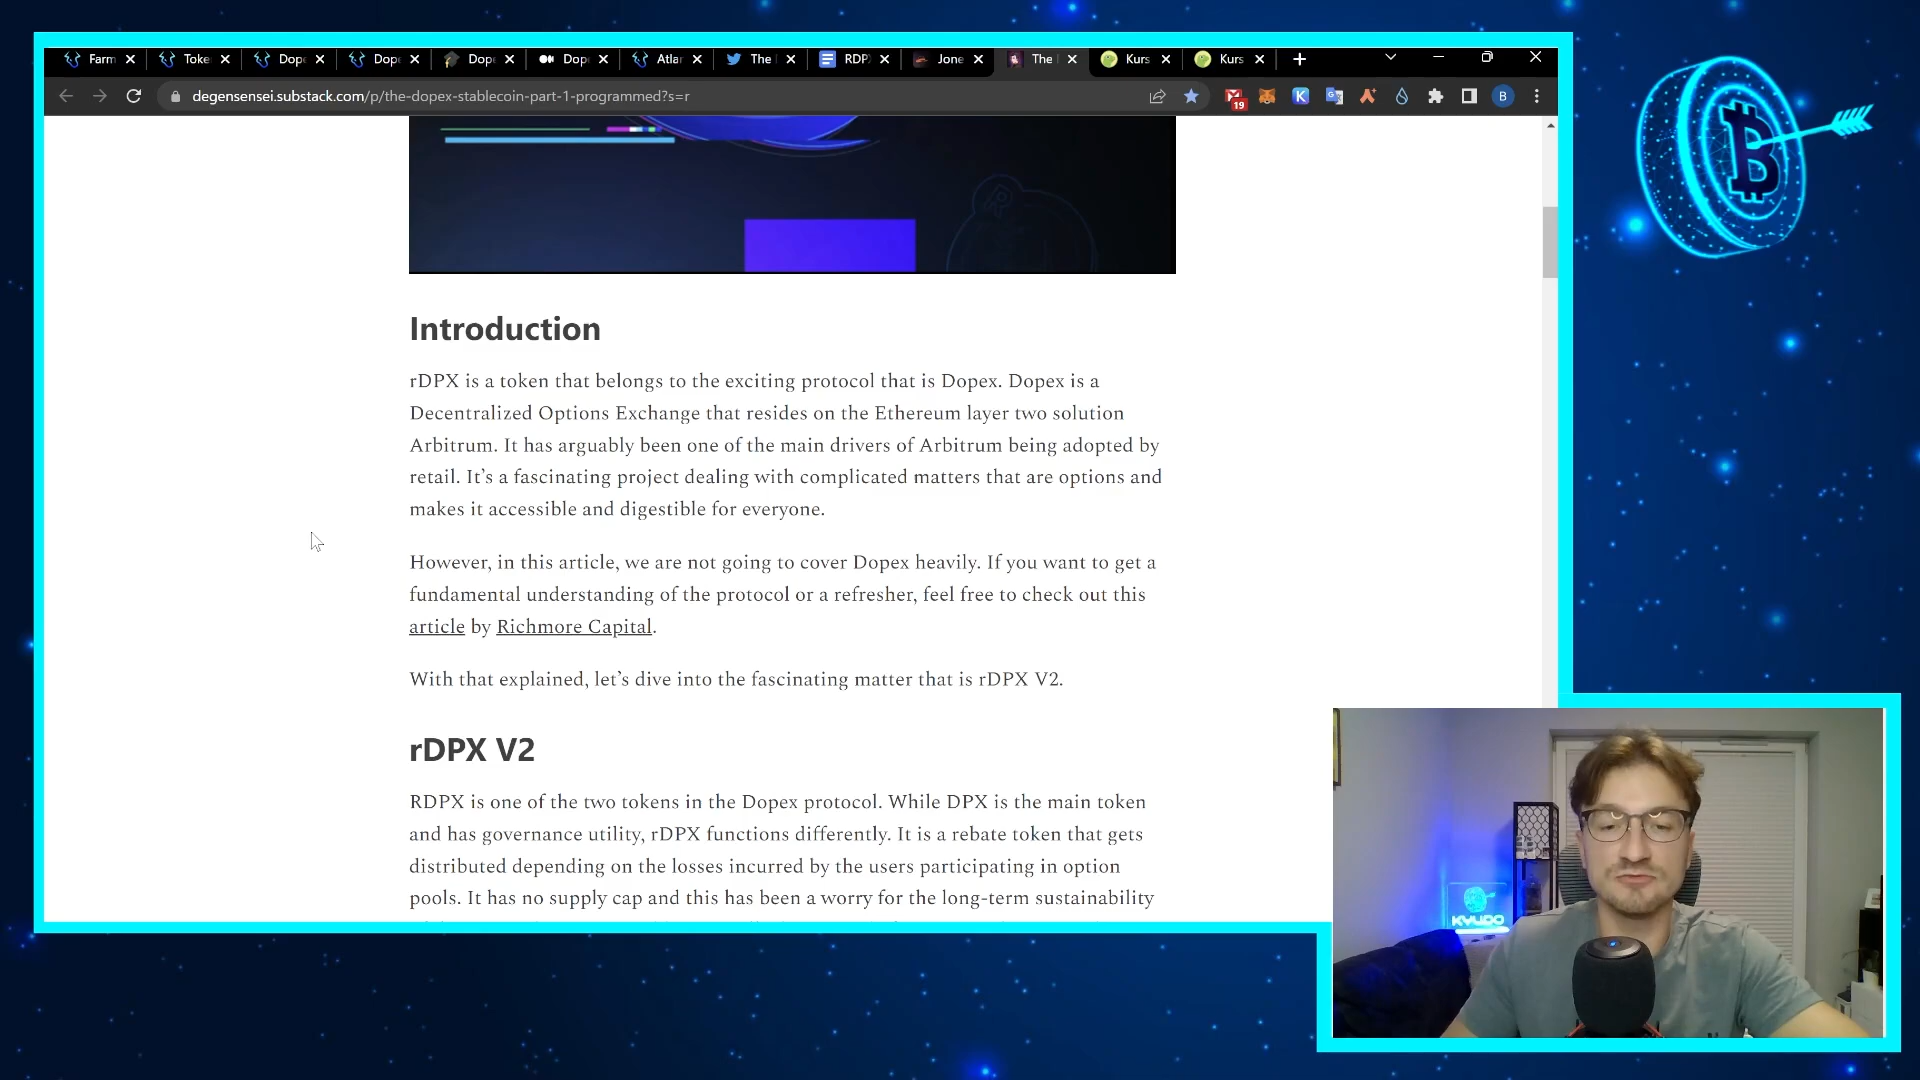 Farm
Toke
Dope
Dope
Dope
Dope
Atlan
The
RDP
Jone
The
Kurs
Kurs
degensensei.substack.com/p/the-dopex-stablecoin-part-1-programmed?s=r
19
K
B
Introduction
rDPX is a token that belongs to the exciting protocol that is Dopex. Dopex is a
Decentralized Options Exchange that resides on the Ethereum layer two solution
Arbitrum. It has arguably been one of the main drivers of Arbitrum being adopted by
retail. It's a fascinating project dealing with complicated matters that are options and
makes it accessible and digestible for everyone.
However, in this article, we are not going to cover Dopex heavily. If you want to get a
fundamental understanding of the protocol or a refresher, feel free to check out this
article by Richmore Capital.
With that explained, let's dive into the fascinating matter that is rDPX V2.
rDPX V2
RDPX is one of the two tokens in the Dopex protocol. While DPX is the main token
and has governance utility, rDPX functions differently. It is a rebate token that gets
distributed depending on the losses incurred by the users participating in option
pools. It has no supply cap and this has been a worry for the long-term sustainability
KYUDO